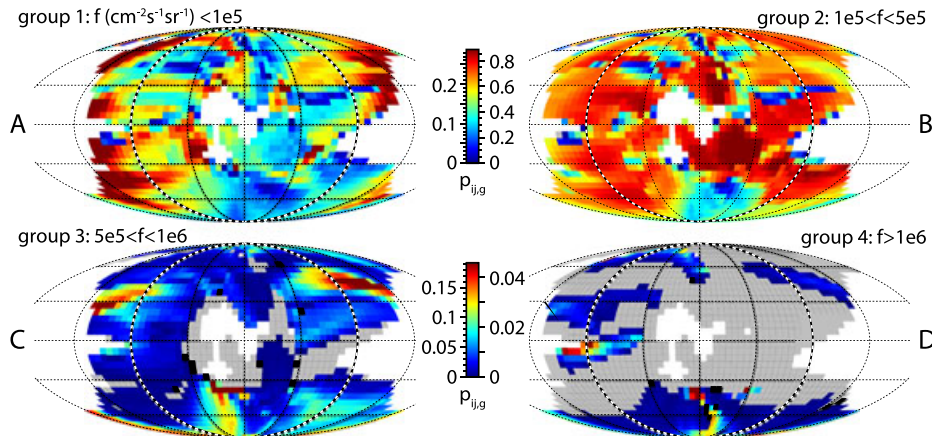 group 1: f (cm⁻²s⁻¹sr⁻¹) <1e5
group 2: 1e5<f<5e5
A
B
0.2
0.1
0
0.8
0.6
0.4
0.2
0
pij,g
group 3: 5e5<f<1e6
group 4: f>1e6
C
D
0.15
0.1
0.05
0
0.04
0.02
0
pij,g